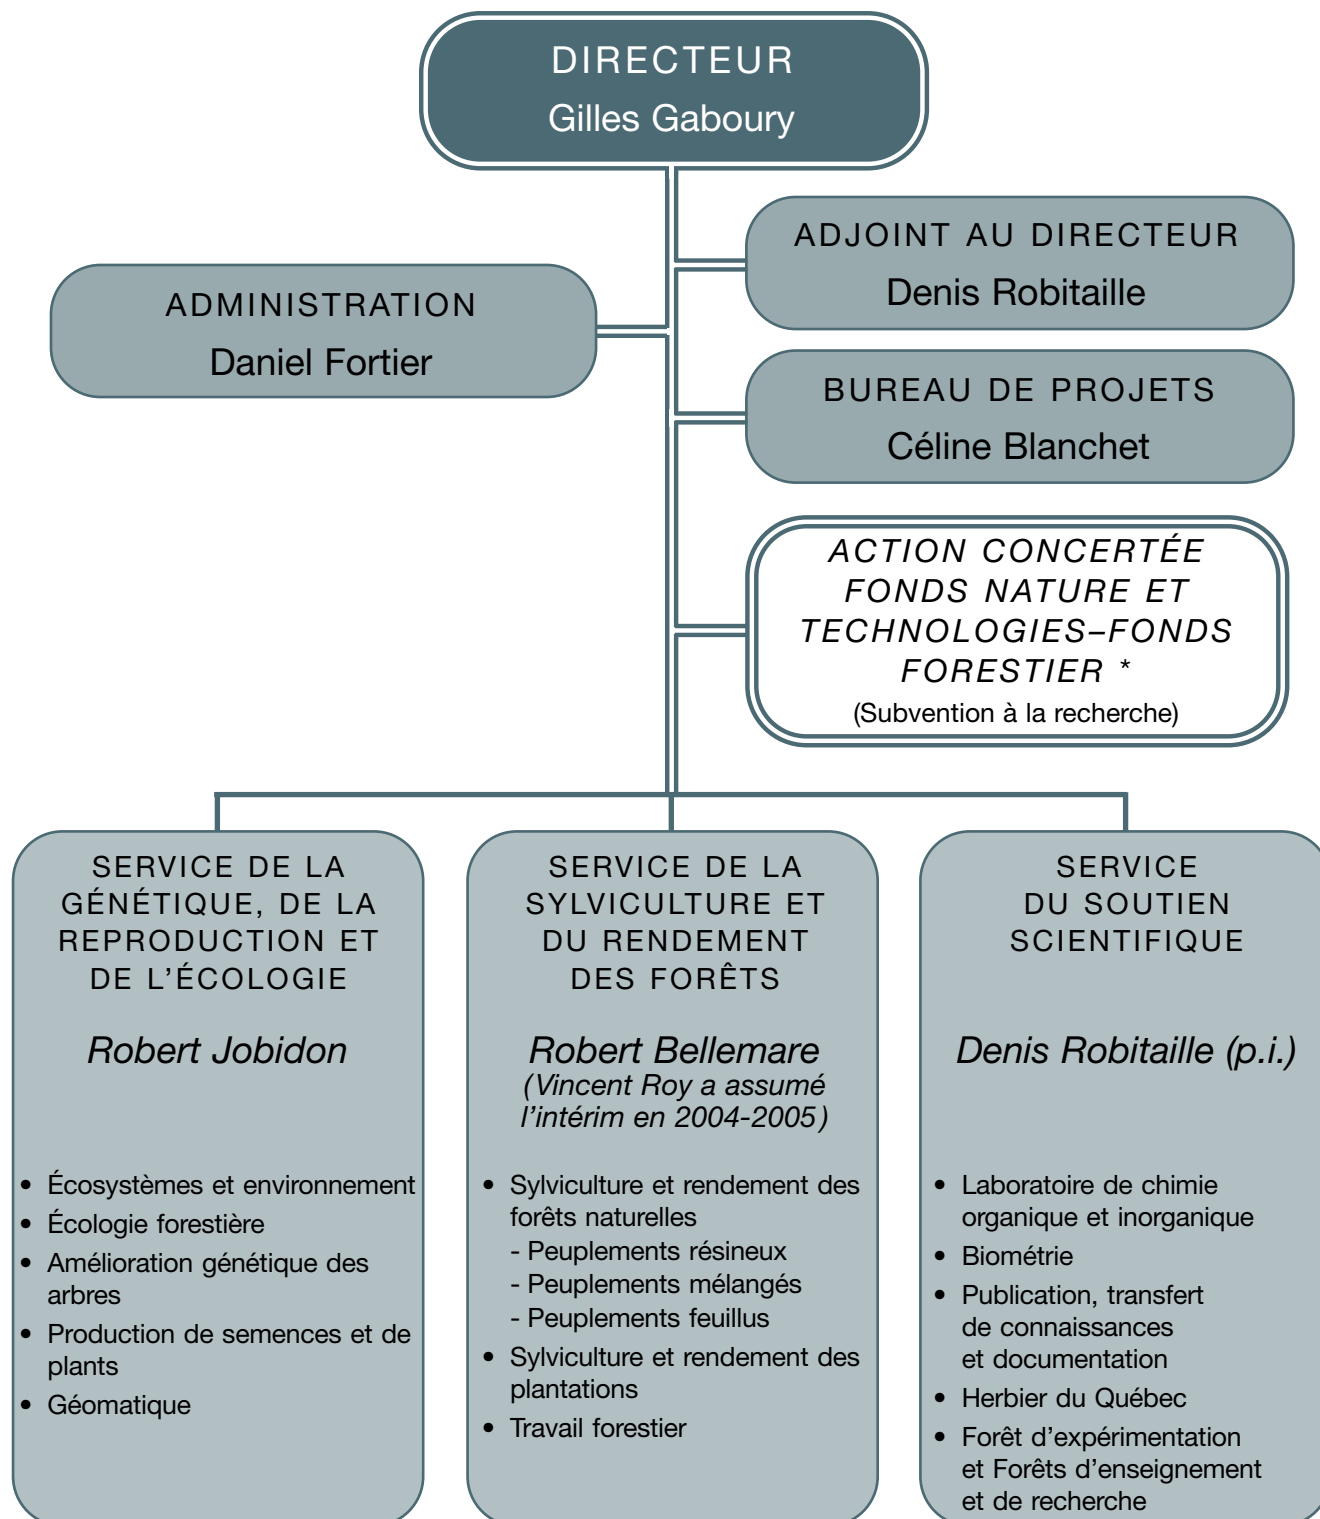 DIRECTEUR
Gilles Gaboury
ADJOINT AU DIRECTEUR
Denis Robitaille
ADMINISTRATION
Daniel Fortier
BUREAU DE PROJETS
Céline Blanchet
ACTION CONCERTÉE
FONDS NATURE ET
TECHNOLOGIES–FONDS
FORESTIER *
(Subvention à la recherche)
SERVICE DE LA
GÉNÉTIQUE, DE LA
REPRODUCTION ET
DE L'ÉCOLOGIE
Robert Jobidon
• Écosystèmes et environnement
• Écologie forestière
• Amélioration génétique des
arbres
• Production de semences et de
plants
• Géomatique
SERVICE DE LA
SYLVICULTURE ET
DU RENDEMENT
DES FORÊTS
Robert Bellemare
(Vincent Roy a assumé
l'intérim en 2004-2005)
• Sylviculture et rendement des
forêts naturelles
- Peuplements résineux
- Peuplements mélangés
- Peuplements feuillus
• Sylviculture et rendement des
plantations
• Travail forestier
SERVICE
DU SOUTIEN
SCIENTIFIQUE
Denis Robitaille (p.i.)
• Laboratoire de chimie
organique et inorganique
• Biométrie
• Publication, transfert
de connaissances
et documentation
• Herbier du Québec
• Forêt d'expérimentation
et Forêts d'enseignement
et de recherche